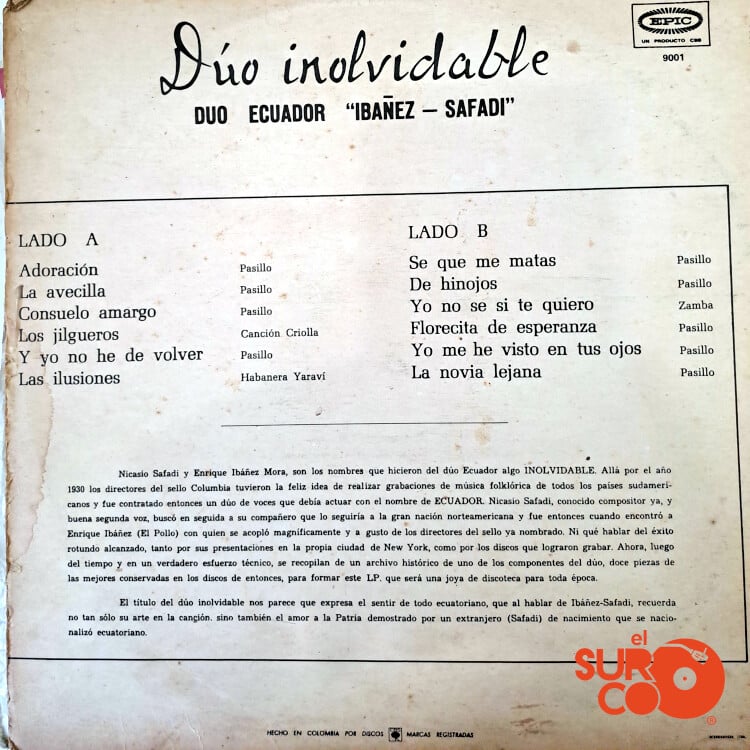 Dúo inolvidable
EPIC
UN PRODUCTO CBS
9001
DUO ECUADOR "IBAÑEZ — SAFADI"
LADO A
Adoración Pasillo
La avecilla Pasillo
Consuelo amargo Pasillo
Los jilgueros Canción Criolla
Y yo no he de volver Pasillo
Las ilusiones Habanera Yaraví
LADO B
Se que me matas Pasillo
De hinojos Pasillo
Yo no se si te quiero Zamba
Florecita de esperanza Pasillo
Yo me he visto en tus ojos Pasillo
La novia lejana Pasillo
Nicasio Safadi y Enrique Ibáñez Mora, son los nombres que hicieron del dúo Ecuador algo INOLVIDABLE. Allá por el año
1930 los directores del sello Columbia tuvieron la feliz idea de realizar grabaciones de música folklórica de todos los países sudameri-
canos y fue contratado entonces un dúo de voces que debía actuar con el nombre de ECUADOR. Nicasio Safadi, conocido compositor ya, y
buena segunda voz, buscó en seguida a su compañero que lo seguiría a la gran nación norteamericana y fue entonces cuando encontró a
Enrique Ibáñez (El Pollo) con quien se acopló magníficamente y a gusto de los directores del sello ya nombrado. Ni qué hablar del éxito
rotundo alcanzado, tanto por sus presentaciones en la propia ciudad de New York, como por los discos que lograron grabar. Ahora, luego
del tiempo y en un verdadero esfuerzo técnico, se recopilan de un archivo histórico de uno de los componentes del dúo, doce piezas de
las mejores conservadas en los discos de entonces, para formar este LP. que será una joya de discoteca para toda época.
El título del dúo inolvidable nos parece que expresa el sentir de todo ecuatoriano, que al hablar de Ibáñez-Safadi, recuerda
no tan sólo su arte en la canción. sino también el amor a la Patria demostrado por un extranjero (Safadi) de nacimiento que se nacio-
nalizó ecuatoriano.
el
SUR
CO
®
HECHO EN COLOMBIA POR DISCOS CBS MARCAS REGISTRADAS